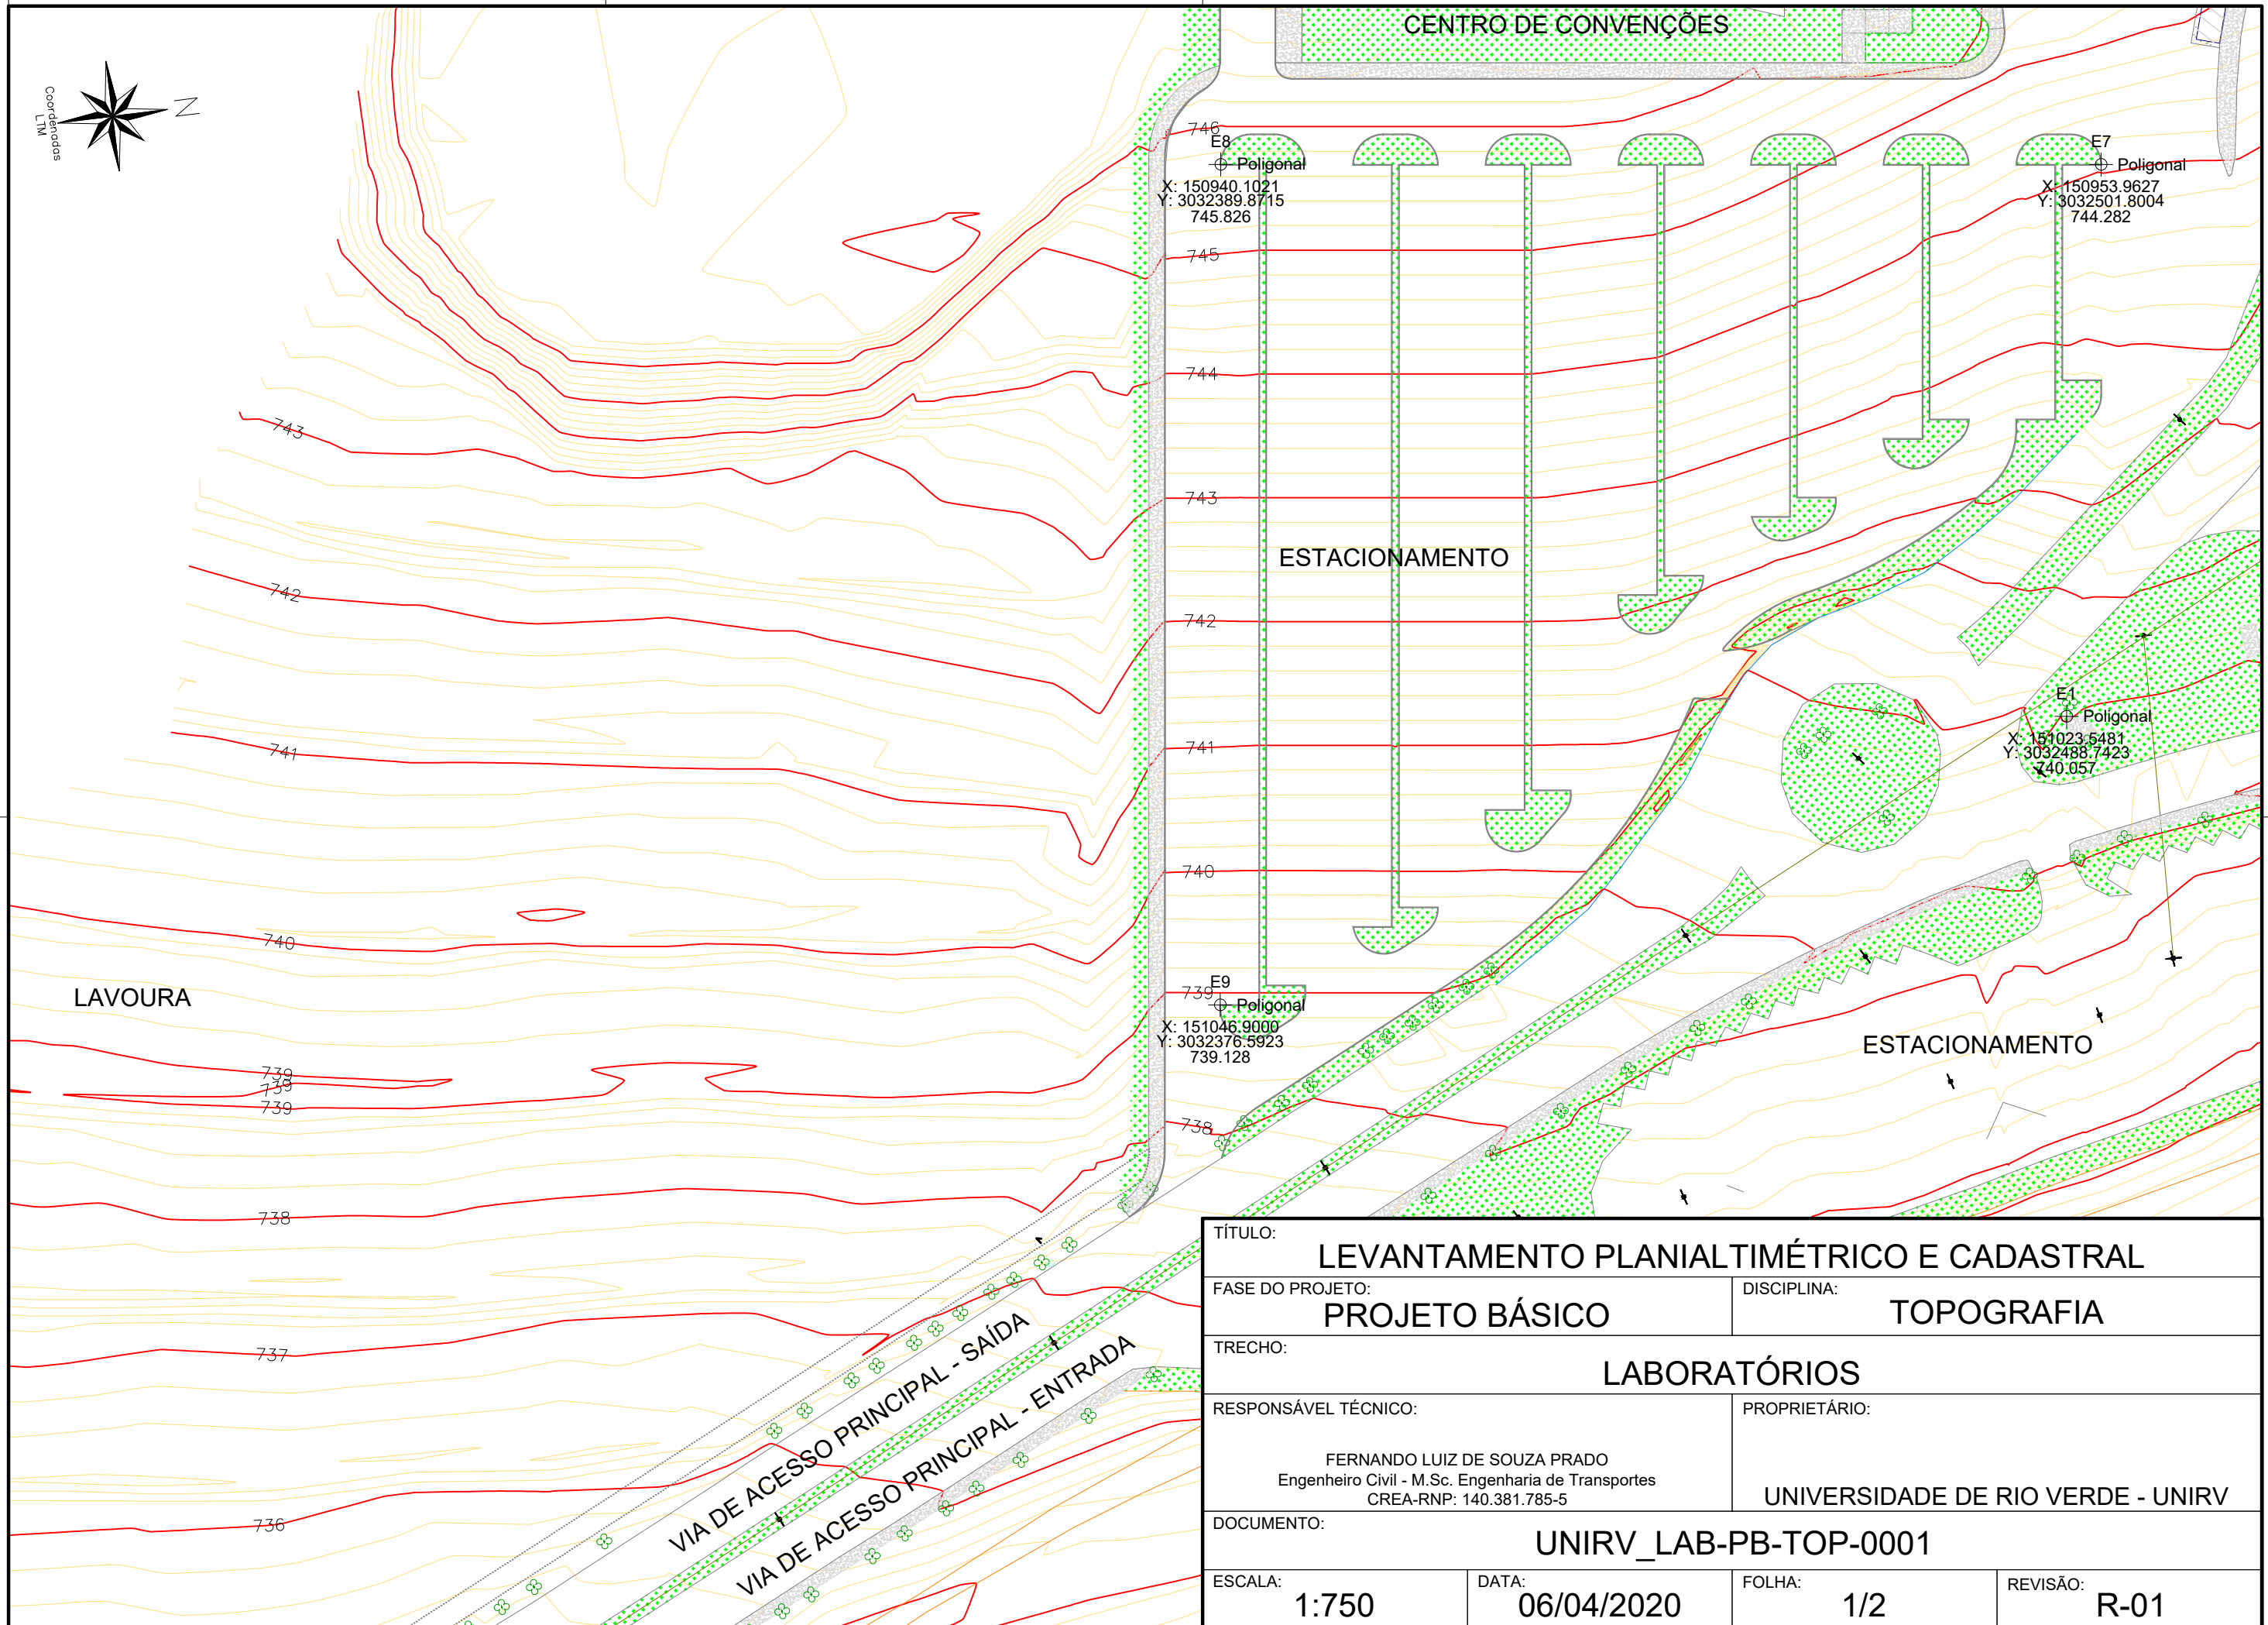 CENTRO DE CONVENÇÕES
N
Coordenadas
LTM
746
E8
Poligonal
X: 150940.1021
Y: 3032389.8715
745.826
E7
Poligonal
X: 150953.9627
Y: 3032501.8004
744.282
745
744
743
743
ESTACIONAMENTO
742
742
E1
Poligonal
X: 151023.5481
Y: 3032488.7423
740.057
741
741
740
740
LAVOURA
E9
739
Poligonal
X: 151046.9000
Y: 3032376.5923
739.128
ESTACIONAMENTO
739
739
739
738
738
737
736
VIA DE ACESSO PRINCIPAL - SAÍDA
VIA DE ACESSO PRINCIPAL - ENTRADA
TÍTULO:
LEVANTAMENTO PLANIALTIMÉTRICO E CADASTRAL
FASE DO PROJETO:
PROJETO BÁSICO
DISCIPLINA:
TOPOGRAFIA
TRECHO:
LABORATÓRIOS
RESPONSÁVEL TÉCNICO:
FERNANDO LUIZ DE SOUZA PRADO
Engenheiro Civil - M.Sc. Engenharia de Transportes
CREA-RNP: 140.381.785-5
PROPRIETÁRIO:
UNIVERSIDADE DE RIO VERDE - UNIRV
DOCUMENTO:
UNIRV_LAB-PB-TOP-0001
ESCALA:
1:750
DATA:
06/04/2020
FOLHA:
1/2
REVISÃO:
R-01